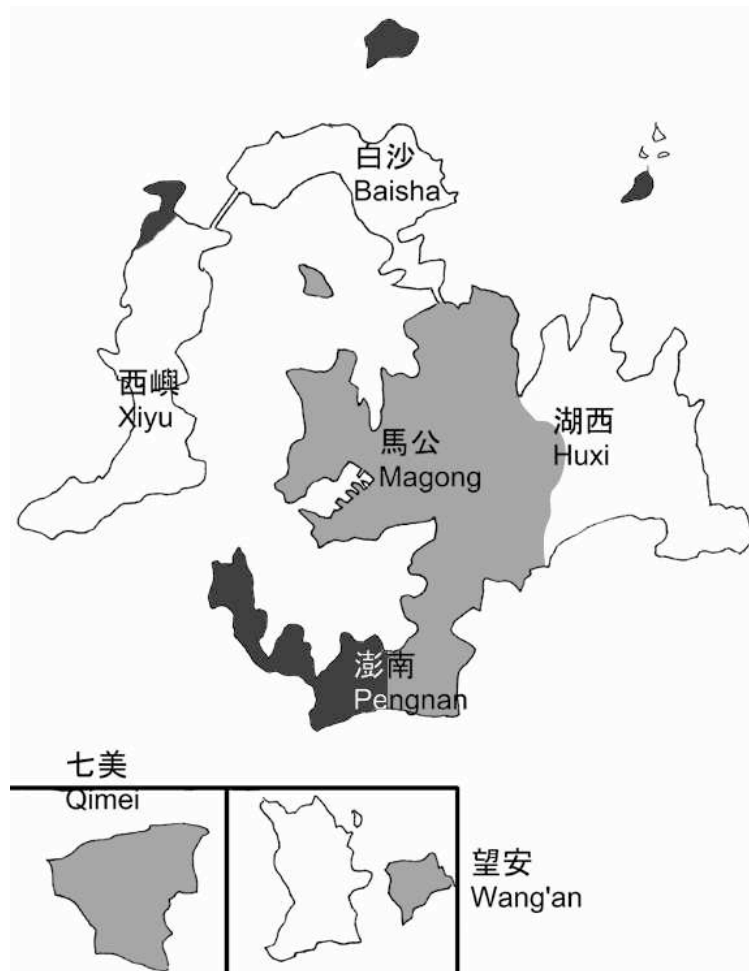 白沙
Baisha
西嶼
Xiyu
湖西
Huxi
馬公
Magong
澎南
Pengnan
七美
Qimei
望安
Wang'an